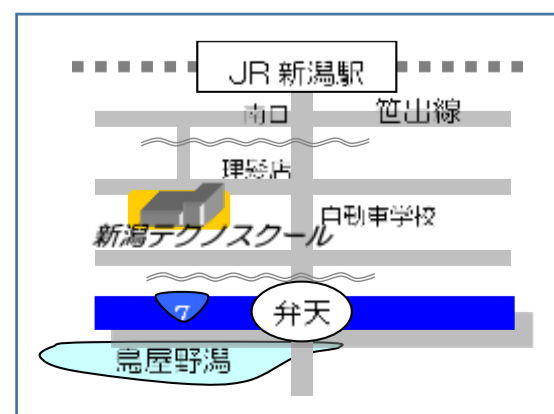 JR 新潟駅
南口
笹出線
理髪店
自動車学校
新潟テクノスクール
7
弁天
鳥屋野潟